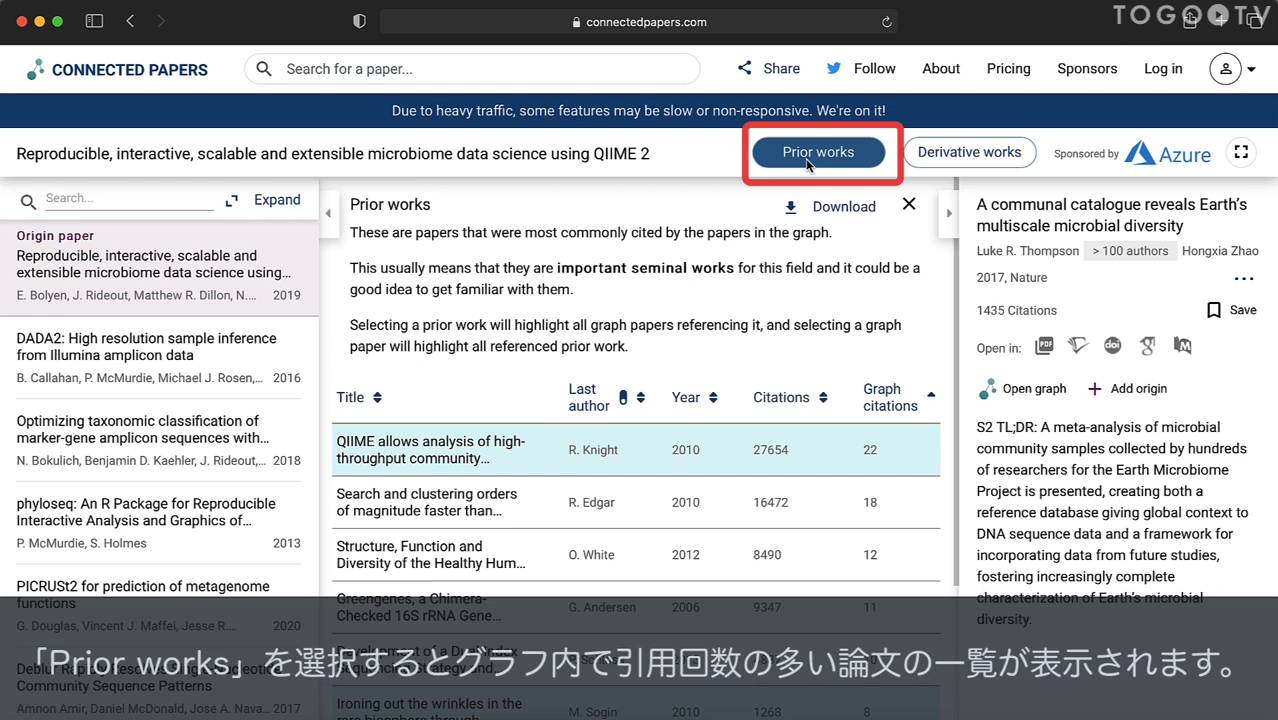 TOGO TV
connectedpapers.com
CONNECTED PAPERS
Search for a paper...
Share
Follow
About
Pricing
Sponsors
Log in
Due to heavy traffic, some features may be slow or non-responsive. We're on it!
Reproducible, interactive, scalable and extensible microbiome data science using QIIME 2
Prior works
Derivative works
Sponsored by
Azure
Search...
Expand
Origin paper
Reproducible, interactive, scalable and
extensible microbiome data science using...
E. Bolyen, J. Rideout, Matthew R. Dillon, N.... 2019
DADA2: High resolution sample inference
from Illumina amplicon data
B. Callahan, P. McMurdie, Michael J. Rosen,... 2016
Optimizing taxonomic classification of
marker-gene amplicon sequences with...
N. Bokulich, Benjamin D. Kaehler, J. Rideout,... 2018
phyloseq: An R Package for Reproducible
Interactive Analysis and Graphics of...
P. McMurdie, S. Holmes 2013
PICRUSt2 for prediction of metagenome
functions
G. Douglas, Vincent J. Maffei, Jesse R.... 2020
Deblur Rapidly
Community Sequence Patterns
Amnon Amir, Daniel McDonald, Jose A. Nava... 2017
Prior works
Download
These are papers that were most commonly cited by the papers in the graph.
This usually means that they are important seminal works for this field and it could be a
good idea to get familiar with them.
Selecting a prior work will highlight all graph papers referencing it, and selecting a graph
paper will highlight all referenced prior work.
Title Last author Year Citations Graph citations
QIIME allows analysis of high-
throughput community... R. Knight 2010 27654 22
Search and clustering orders
of magnitude faster than... R. Edgar 2010 16472 18
Structure, Function and
Diversity of the Healthy Hum... O. White 2012 8490 12
Greengenes, a Chimera-
Checked 16S rRNA Gene... G. Andersen 2006 9347 11
Ironing out the wrinkles in the
rare biosphere through M. Sogin 2010 1268 8
A communal catalogue reveals Earth's
multiscale microbial diversity
Luke R. Thompson > 100 authors Hongxia Zhao
2017, Nature
1435 Citations
Save
Open in:
PDF
doi
Open graph
Add origin
S2 TL;DR: A meta-analysis of microbial
community samples collected by hundreds
of researchers for the Earth Microbiome
Project is presented, creating both a
reference database giving global context to
DNA sequence data and a framework for
incorporating data from future studies,
fostering increasingly complete
characterization of Earth's microbial
diversity.
「Prior works」を選択するとグラフ内で引用回数の多い論文の一覧が表示されます。